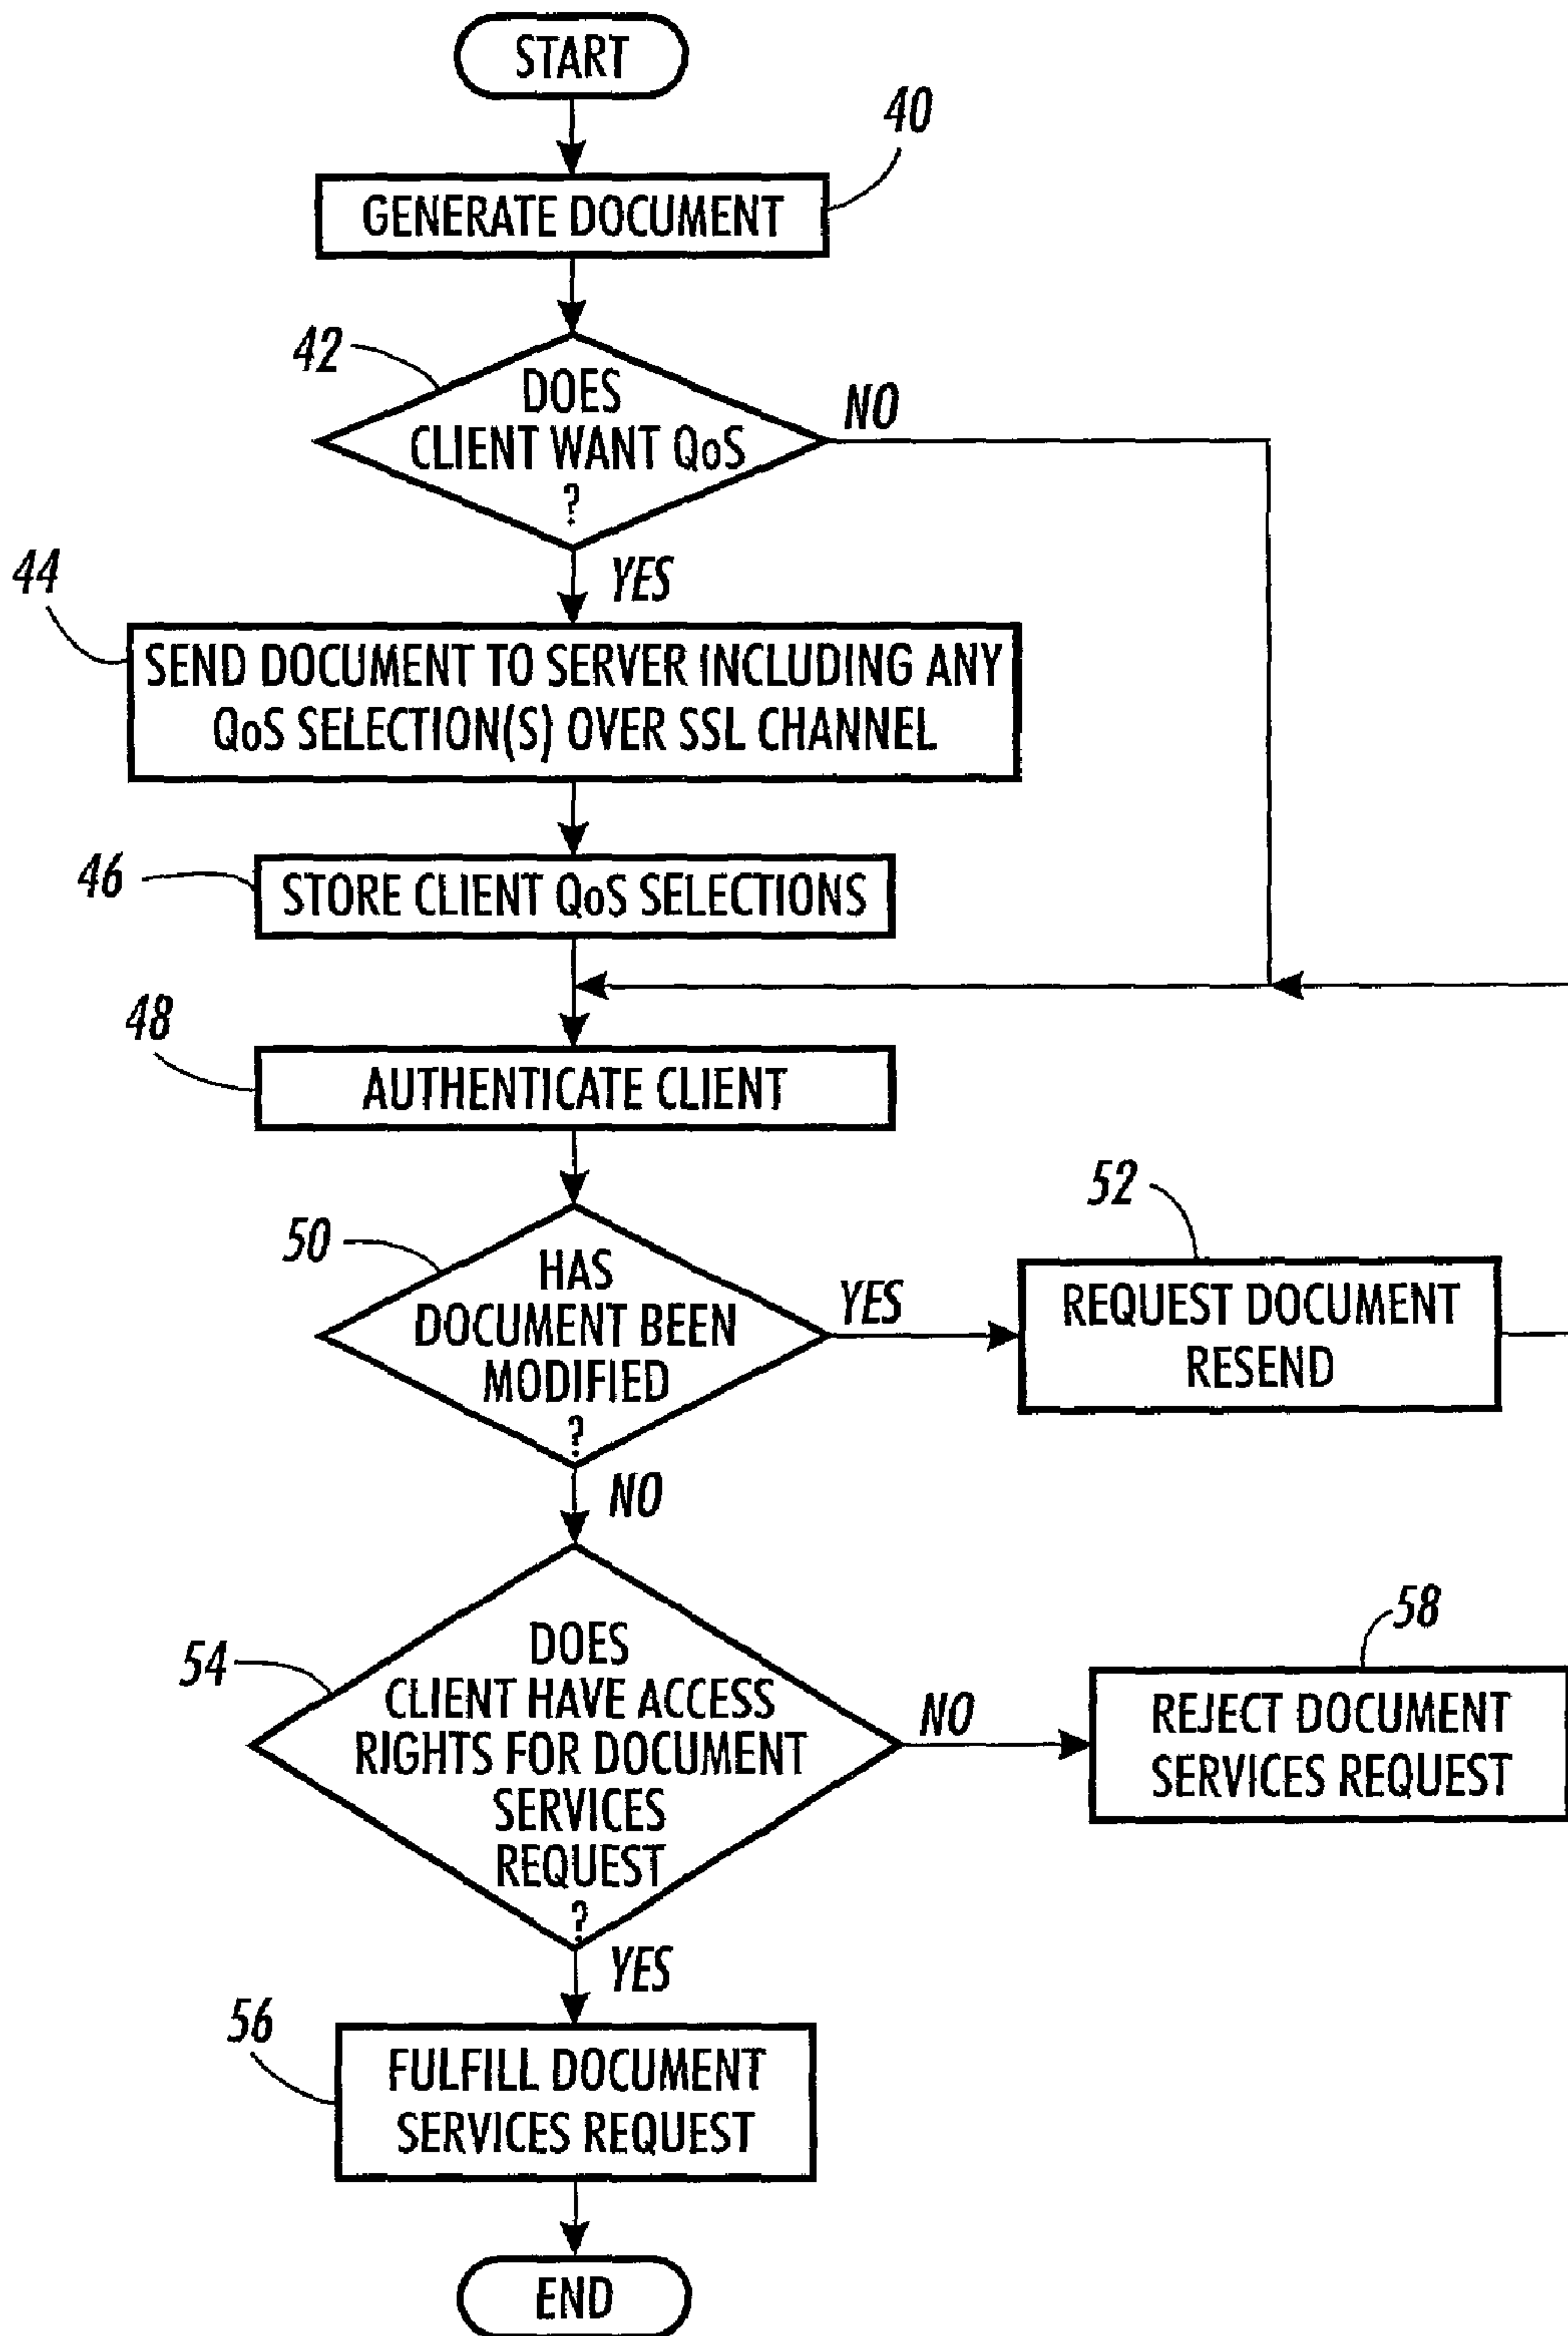 START
40
GENERATE DOCUMENT
42
DOES
CLIENT WANT QoS
?
NO
YES
44
SEND DOCUMENT TO SERVER INCLUDING ANY
QoS SELECTION(S) OVER SSL CHANNEL
46
STORE CLIENT QoS SELECTIONS
48
AUTHENTICATE CLIENT
50
HAS
DOCUMENT BEEN
MODIFIED
?
YES
52
REQUEST DOCUMENT
RESEND
NO
54
DOES
CLIENT HAVE ACCESS
RIGHTS FOR DOCUMENT
SERVICES
REQUEST
?
NO
58
REJECT DOCUMENT
SERVICES REQUEST
YES
56
FULFILL DOCUMENT
SERVICES REQUEST
END